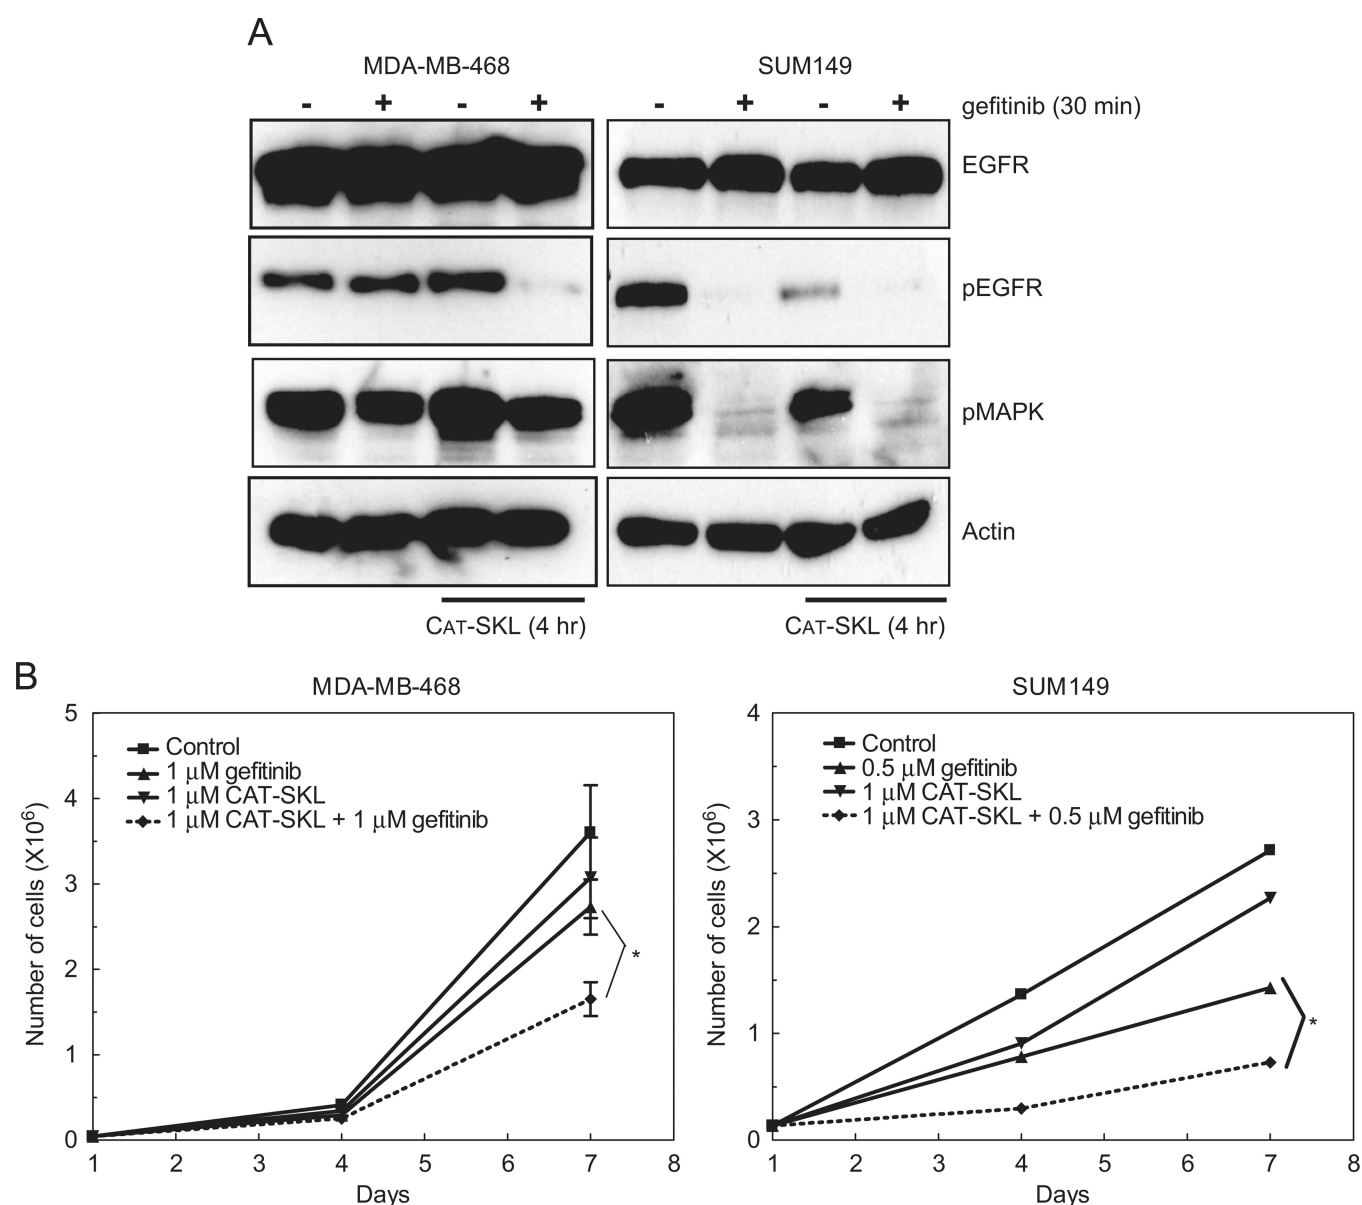 A
MDA-MB-468 SUM149
- + - + - + - + gefitinib (30 min)
EGFR
pEGFR
pMAPK
Actin
CAT-SKL (4 hr) CAT-SKL (4 hr)
B
MDA-MB-468
5
4
3
2
1
0
Number of cells (X10⁶)
Control
1 µM gefitinib
1 µM CAT-SKL
1 µM CAT-SKL + 1 µM gefitinib
*
1 2 3 4 5 6 7 8
Days
SUM149
4
3
2
1
0
Number of cells (X10⁶)
Control
0.5 µM gefitinib
1 µM CAT-SKL
1 µM CAT-SKL + 0.5 µM gefitinib
*
1 2 3 4 5 6 7 8
Days